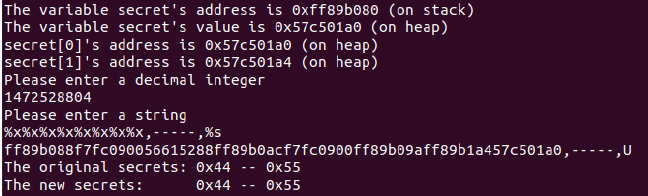 The variable secret's address is 0xff89b080 (on stack)
The variable secret's value is 0x57c501a0 (on heap)
secret[0]'s address is 0x57c501a0 (on heap)
secret[1]'s address is 0x57c501a4 (on heap)
Please enter a decimal integer
1472528804
Please enter a string
%x%x%x%x%x%x%x%x,-----,%s
ff89b088f7fc090056615288ff89b0acf7fc0900ff89b09aff89b1a457c501a0,-----,U
The original secrets: 0x44 -- 0x55
The new secrets:      0x44 -- 0x55